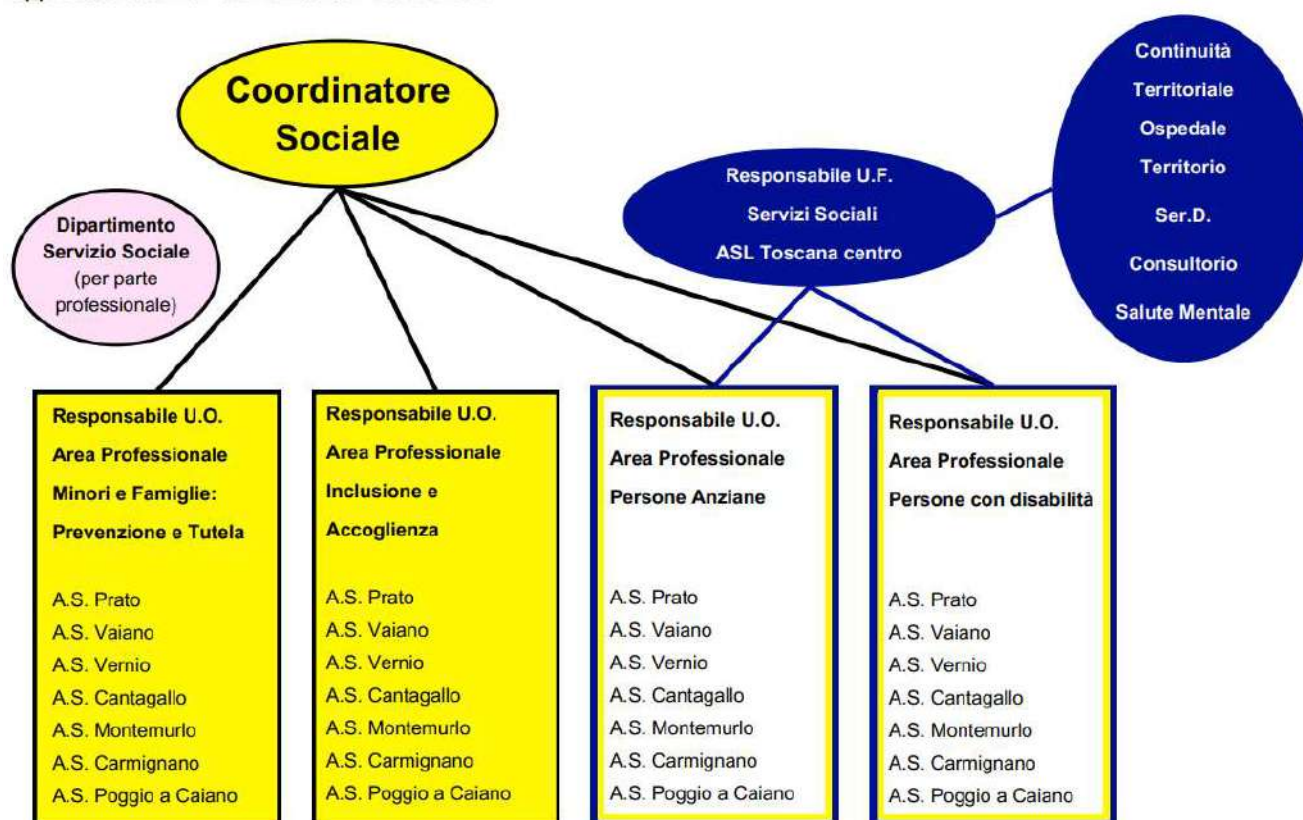 Coordinatore
Sociale
Continuità
Territoriale
Ospedale
Territorio
Ser.D.
Consultorio
Salute Mentale
Responsabile U.F.
Servizi Sociali
ASL Toscana centro
Dipartimento
Servizio Sociale
(per parte
professionale)
Responsabile U.O.
Area Professionale
Minori e Famiglie:
Prevenzione e Tutela
A.S. Prato
A.S. Vaiano
A.S. Vernio
A.S. Cantagallo
A.S. Montemurlo
A.S. Carmignano
A.S. Poggio a Caiano
Responsabile U.O.
Area Professionale
Inclusione e
Accoglienza
A.S. Prato
A.S. Vaiano
A.S. Vernio
A.S. Cantagallo
A.S. Montemurlo
A.S. Carmignano
A.S. Poggio a Caiano
Responsabile U.O.
Area Professionale
Persone Anziane
A.S. Prato
A.S. Vaiano
A.S. Vernio
A.S. Cantagallo
A.S. Montemurlo
A.S. Carmignano
A.S. Poggio a Caiano
Responsabile U.O.
Area Professionale
Persone con disabilità
A.S. Prato
A.S. Vaiano
A.S. Vernio
A.S. Cantagallo
A.S. Montemurlo
A.S. Carmignano
A.S. Poggio a Caiano